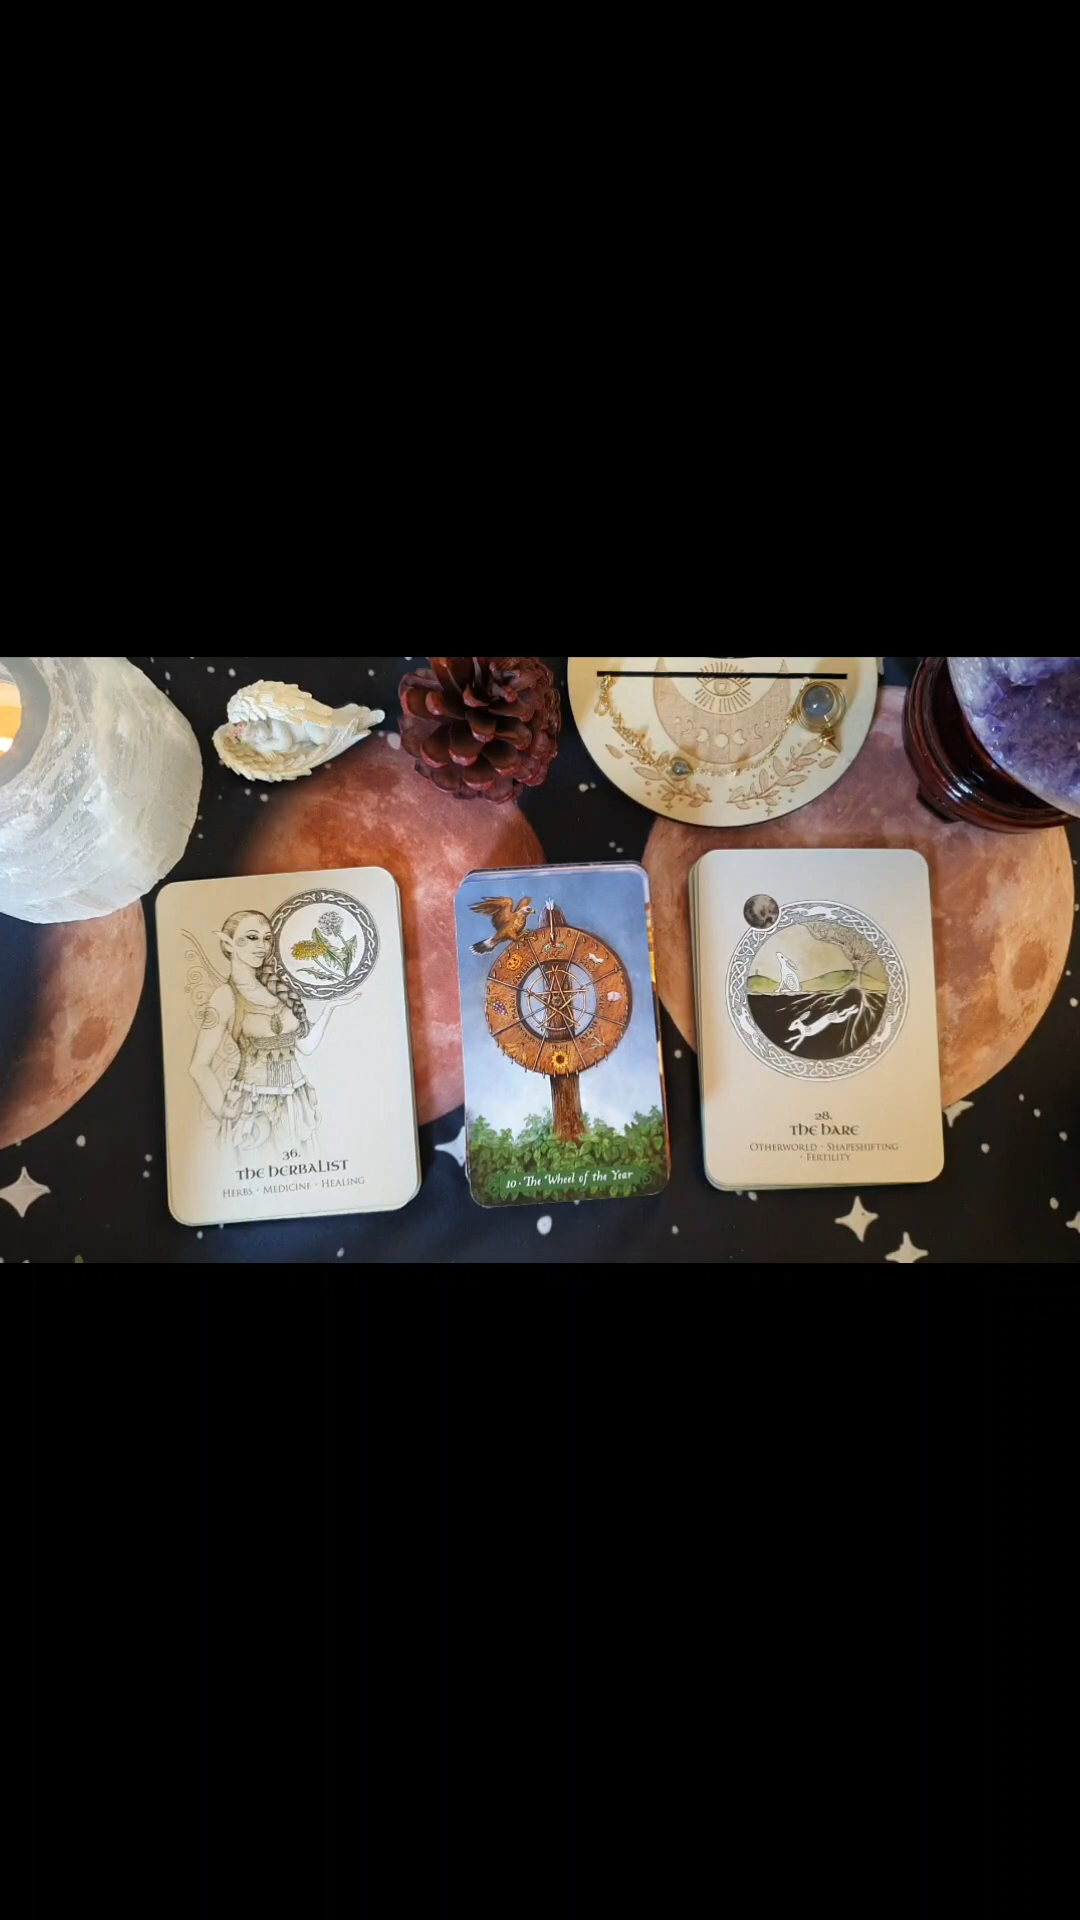 36.
The Herbalist
Herbs • Medicine • Healing
10 • The Wheel of the Year
28.
The Hare
Otherworld • Shapeshifting
• Fertility